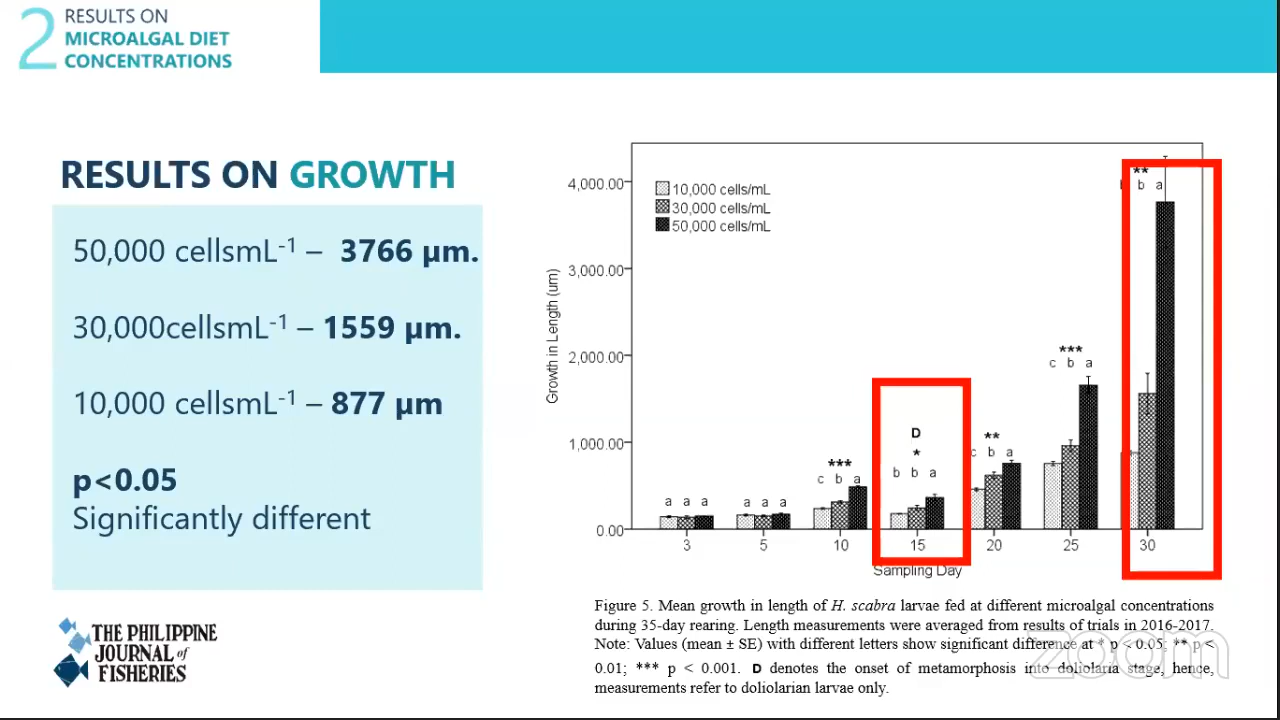 2
RESULTS ON
MICROALGAL DIET
CONCENTRATIONS
RESULTS ON GROWTH
50,000 cellsmL⁻¹ – 3766 µm.
30,000cellsmL⁻¹ – 1559 µm.
10,000 cellsmL⁻¹ – 877 µm
p<0.05
Significantly different
THE PHILIPPINE
JOURNAL of
FISHERIES
10,000 cells/mL
30,000 cells/mL
50,000 cells/mL
Growth in Length (um)
4,000.00
3,000.00
2,000.00
1,000.00
0.00
a a a
a a a
***
c b a
D
*
b b a
**
c b a
***
c b a
**
b a
3 5 10 15 20 25 30
Sampling Day
Figure 5. Mean growth in length of H. scabra larvae fed at different microalgal concentrations
during 35-day rearing. Length measurements were averaged from results of trials in 2016-2017.
Note: Values (mean ± SE) with different letters show significant difference at * p < 0.05; ** p <
0.01; *** p < 0.001. D denotes the onset of metamorphosis into doliolaria stage, hence,
measurements refer to doliolarian larvae only.
zoom